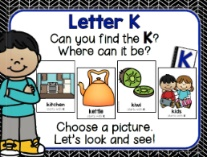 Letter K
Can you find the K?
Where can it be?
K
kitchen
kettle
kiwi
kids
Choose a picture.
Let's look and see!